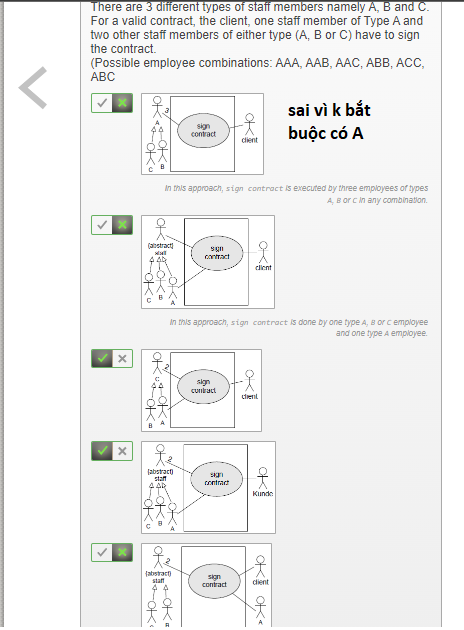 There are 3 different types of staff members namely A, B and C.
For a valid contract, the client, one staff member of Type A and
two other staff members of either type (A, B or C) have to sign
the contract.
(Possible employee combinations: AAA, AAB, AAC, ABB, ACC,
ABC
A
3
sign
contract
client
C
B
sai vì k bắt
buộc có A
In this approach, sign contract is executed by three employees of types
A, B or C in any combination.
{abstract}
staff
sign
contract
client
C
B
A
In this approach, sign contract is done by one type A, B or C employee
and one type A employee.
C
2
sign
contract
client
B
A
2
{abstract}
staff
sign
contract
Kunde
C
B
A
2
{abstract}
staff
sign
contract
client
C
B
A